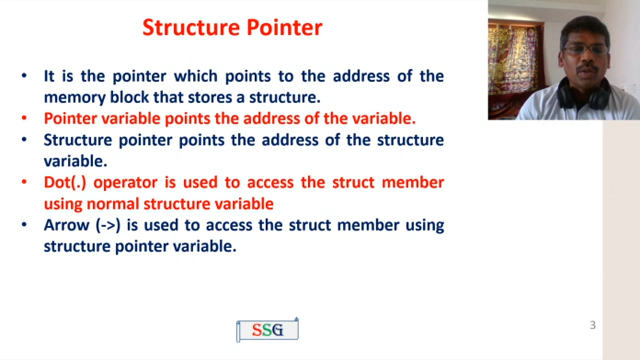 Structure Pointer
• It is the pointer which points to the address of the
memory block that stores a structure.
• Pointer variable points the address of the variable.
• Structure pointer points the address of the structure
variable.
• Dot(.) operator is used to access the struct member
using normal structure variable
• Arrow (->) is used to access the struct member using
structure pointer variable.
SSG
3